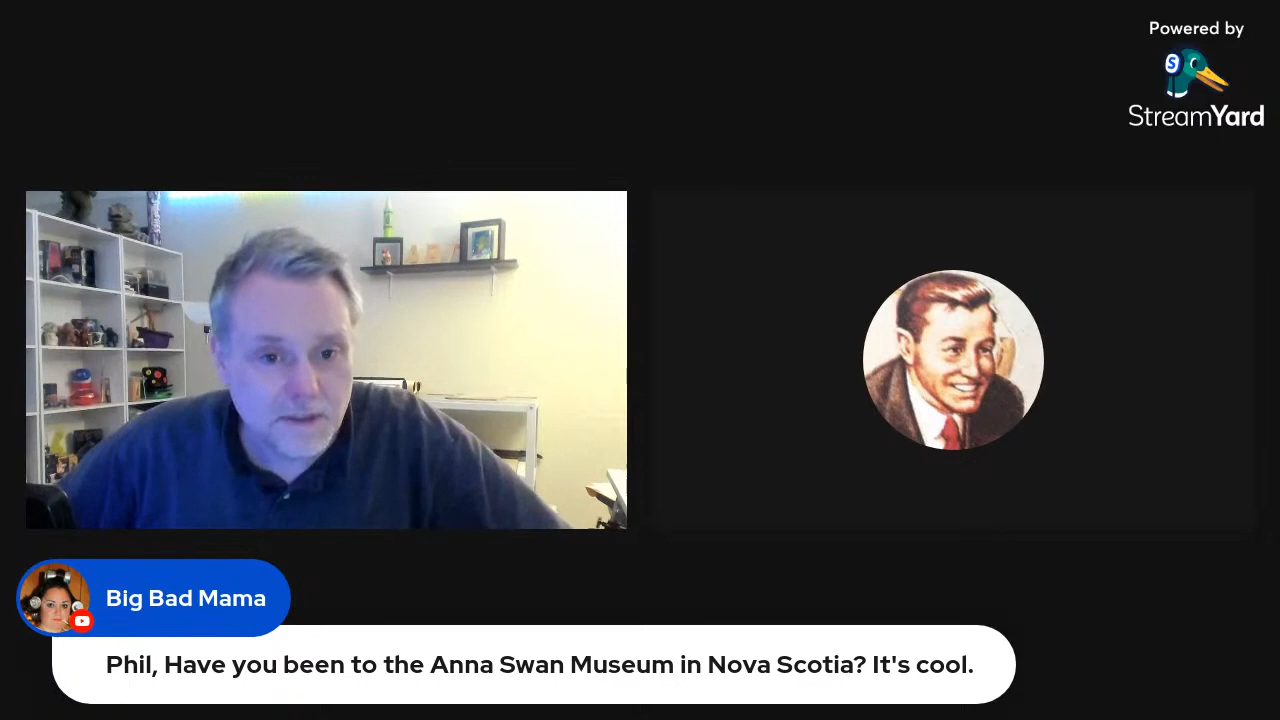 Powered by
S
StreamYard
Big Bad Mama
Phil, Have you been to the Anna Swan Museum in Nova Scotia? It's cool.